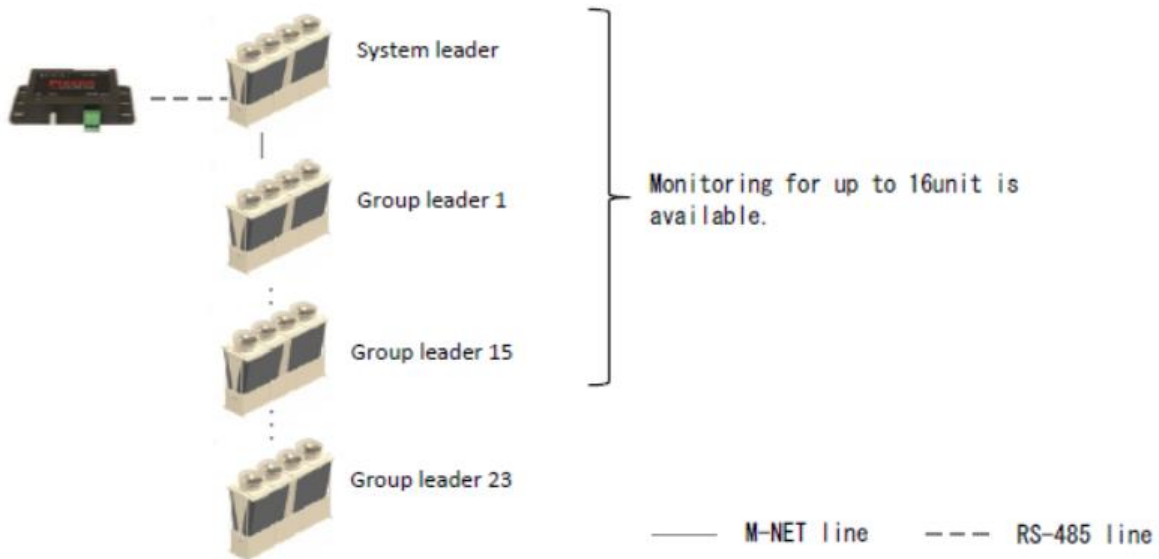 System leader
Group leader 1
Monitoring for up to 16unit is
available.
Group leader 15
Group leader 23
M-NET line
RS-485 line